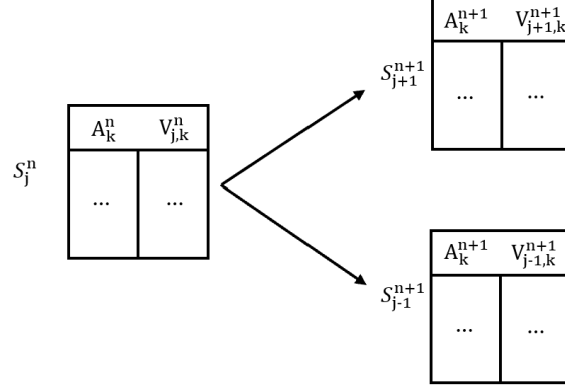 A_k^{n+1} V_{j+1,k}^{n+1}
S_{j+1}^{n+1}
... ...
A_k^n V_{j,k}^n
S_j^n
... ...
A_k^{n+1} V_{j-1,k}^{n+1}
S_{j-1}^{n+1}
... ...